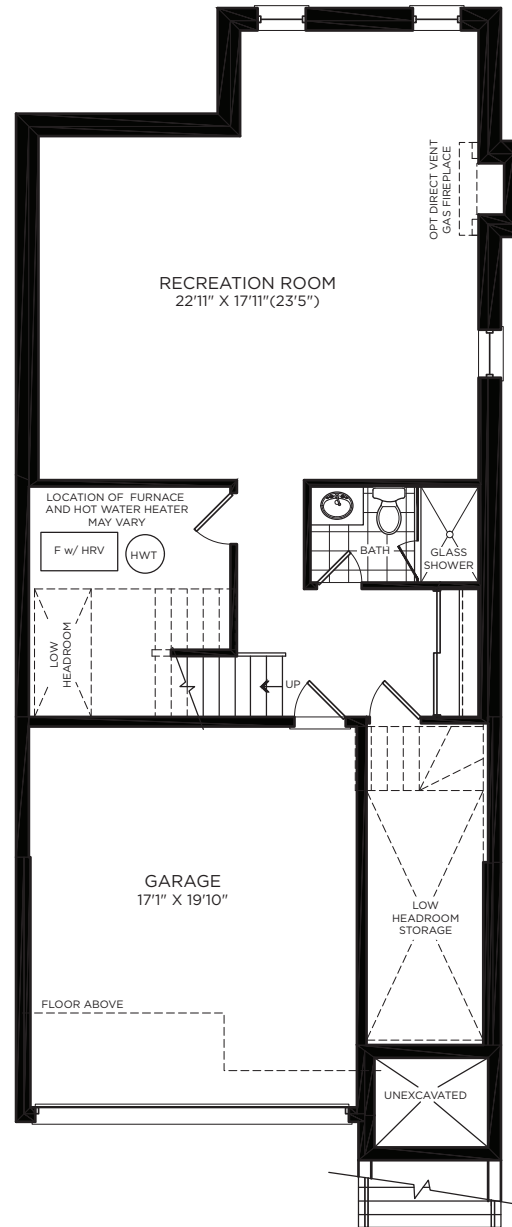 OPT DIRECT VENT
GAS FIREPLACE
RECREATION ROOM
22'11" X 17'11"(23'5")
LOCATION OF FURNACE
AND HOT WATER HEATER
MAY VARY
F w/ HRV
HWT
BATH
GLASS
SHOWER
LOW
HEADROOM
UP
GARAGE
17'1" X 19'10"
LOW
HEADROOM
STORAGE
FLOOR ABOVE
UNEXCAVATED